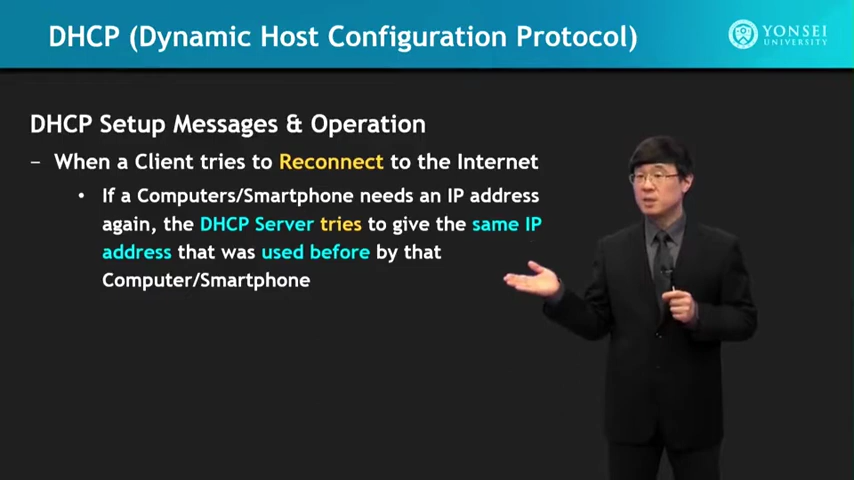 DHCP (Dynamic Host Configuration Protocol)
YONSEI
UNIVERSITY
DHCP Setup Messages & Operation
– When a Client tries to Reconnect to the Internet
• If a Computers/Smartphone needs an IP address
again, the DHCP Server tries to give the same IP
address that was used before by that
Computer/Smartphone